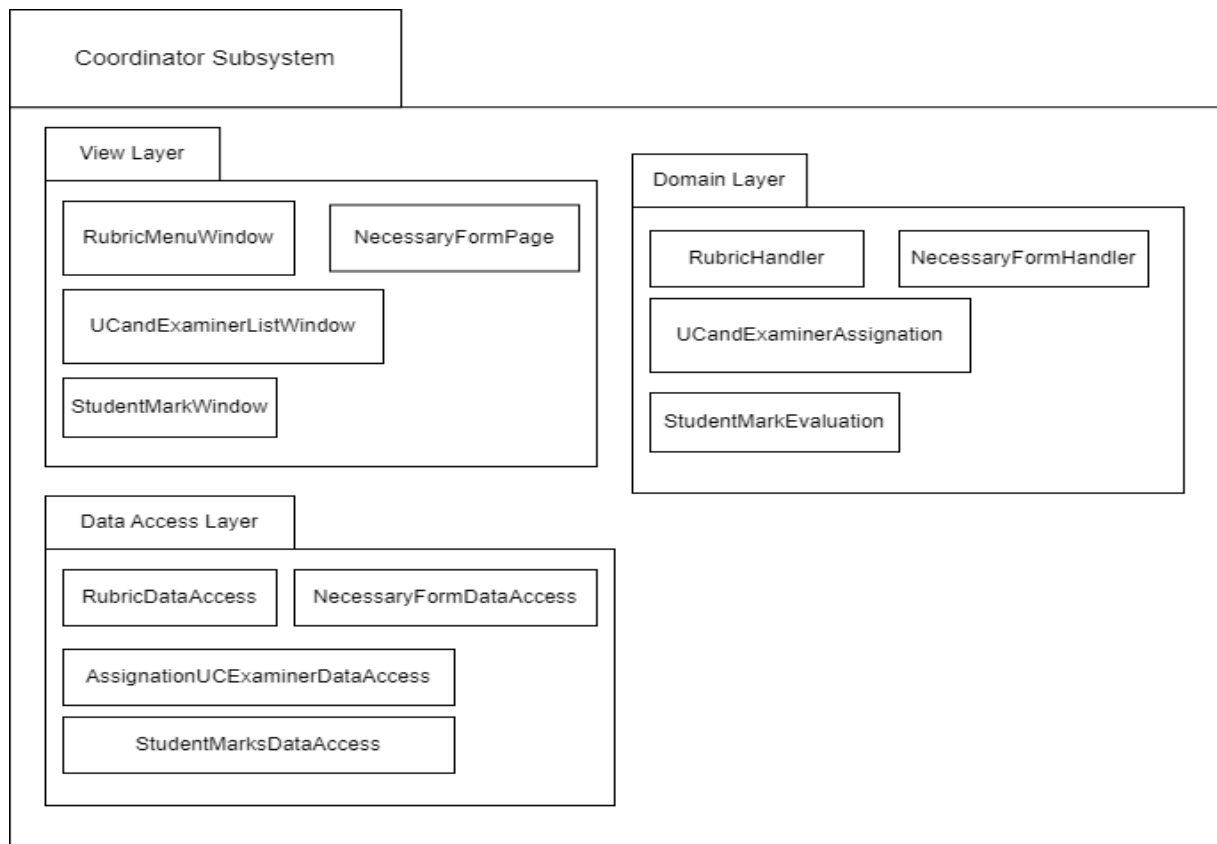 Coordinator Subsystem
View Layer
RubricMenuWindow
NecessaryFormPage
UCandExaminerListWindow
StudentMarkWindow
Domain Layer
RubricHandler
NecessaryFormHandler
UCandExaminerAssignation
StudentMarkEvaluation
Data Access Layer
RubricDataAccess
NecessaryFormDataAccess
AssignationUCExaminerDataAccess
StudentMarksDataAccess